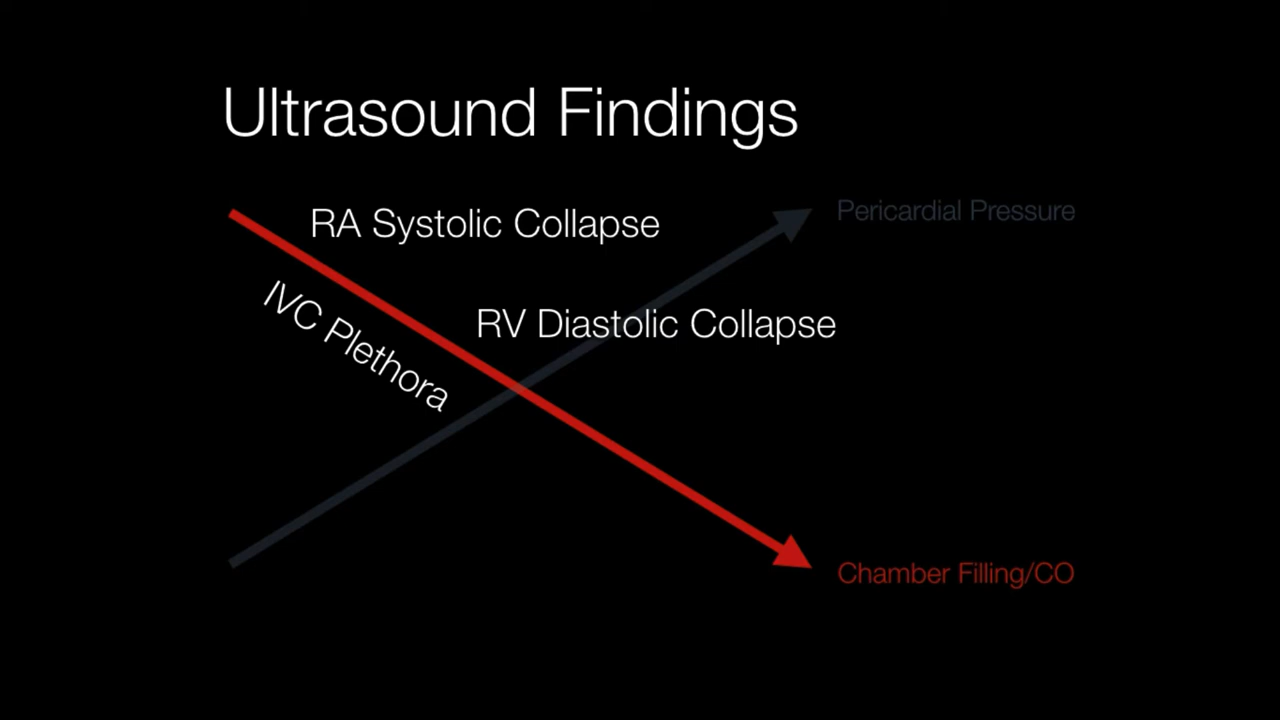 Ultrasound Findings
RA Systolic Collapse
Pericardial Pressure
IVC Plethora
RV Diastolic Collapse
Chamber Filling/CO